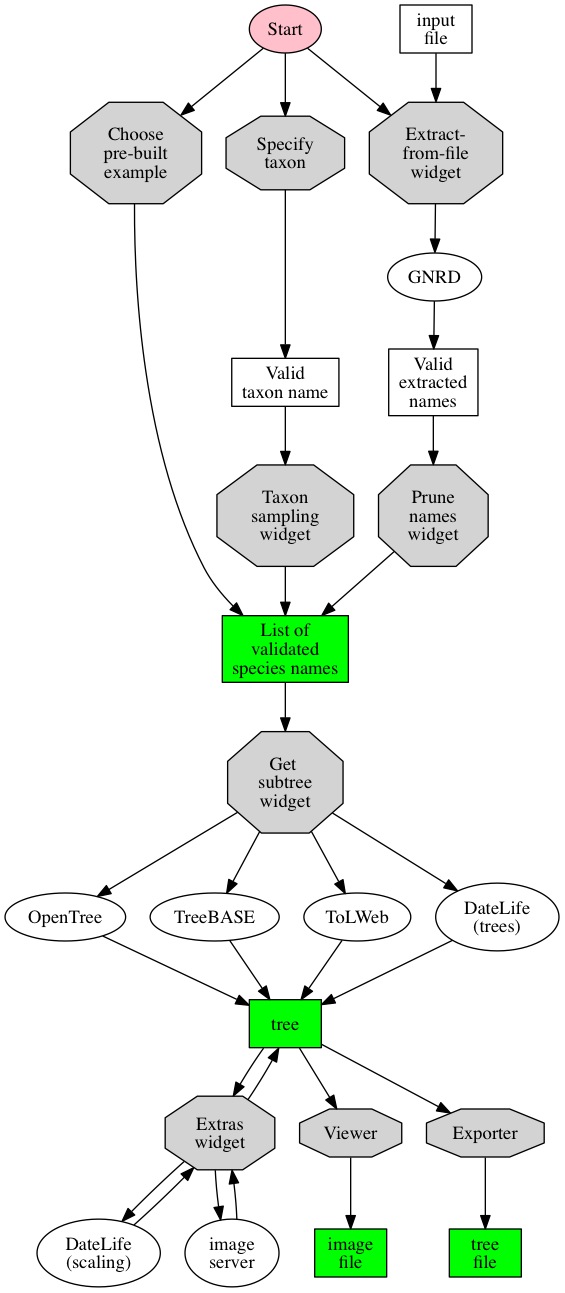 Start
input
file
Choose
pre-built
example
Specify
taxon
Extract-
from-file
widget
GNRD
Valid
taxon name
Valid
extracted
names
Taxon
sampling
widget
Prune
names
widget
List of
validated
species names
Get
subtree
widget
OpenTree
TreeBASE
ToLWeb
DateLife
(trees)
tree
Extras
widget
Viewer
Exporter
DateLife
(scaling)
image
server
image
file
tree
file